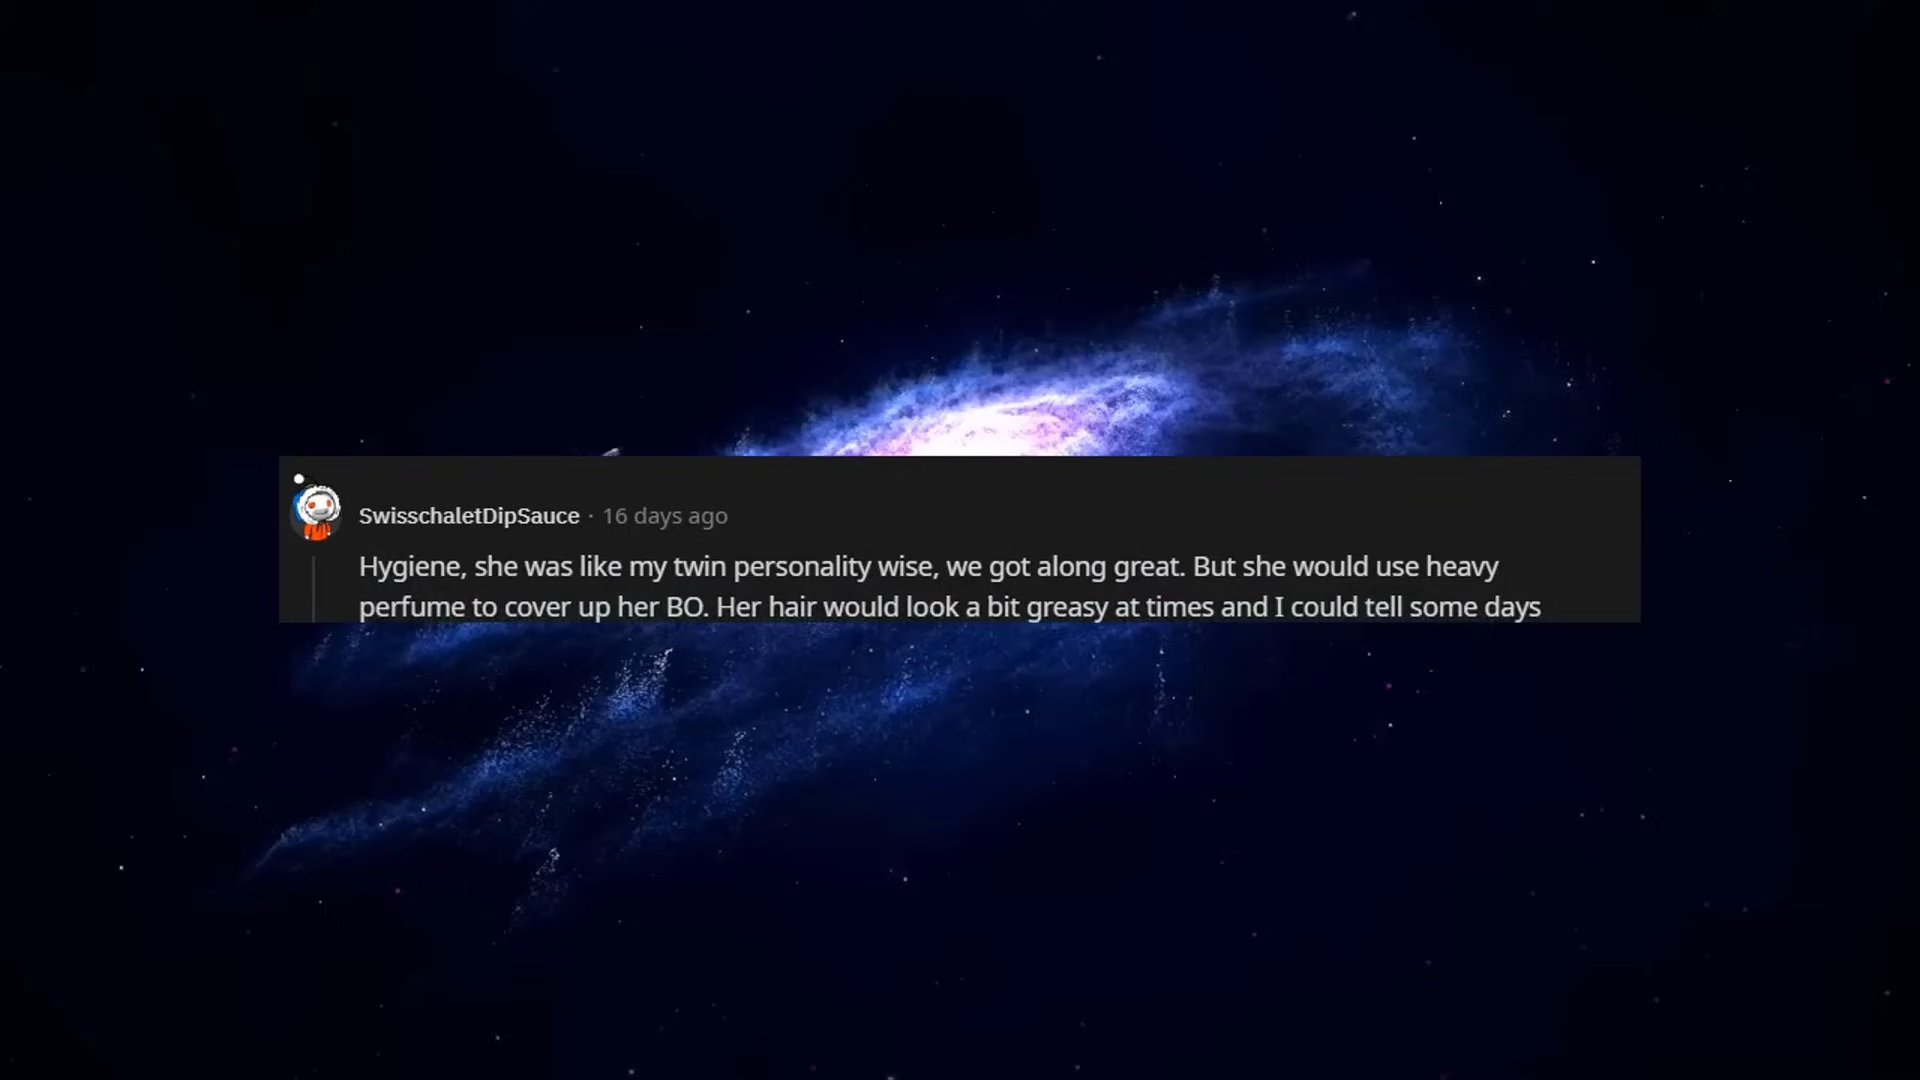 SwisschaletDipSauce · 16 days ago
Hygiene, she was like my twin personality wise, we got along great. But she would use heavy
perfume to cover up her BO. Her hair would look a bit greasy at times and I could tell some days